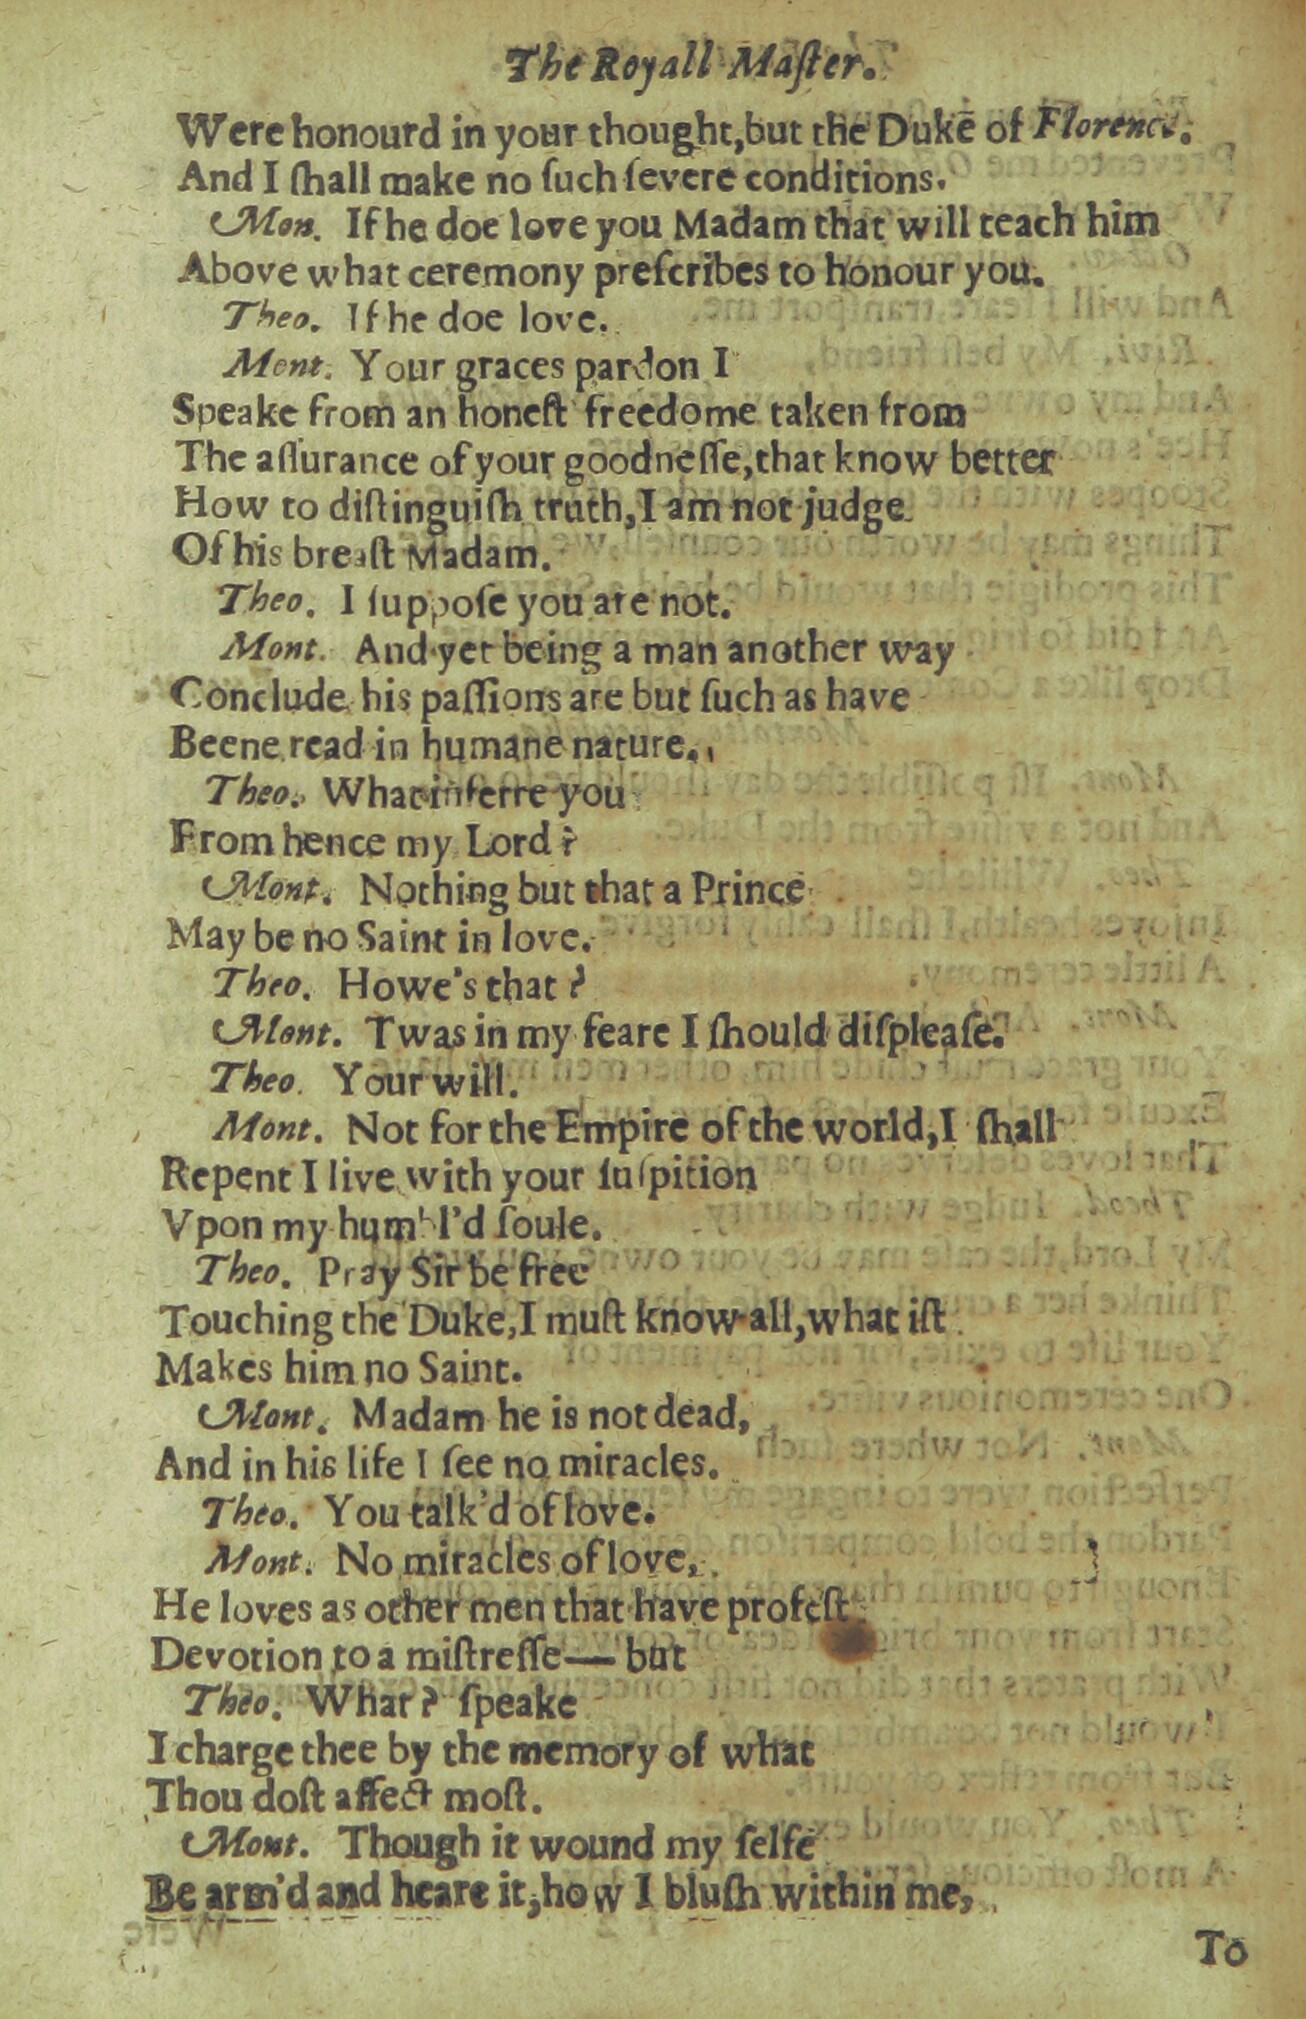 The Royall Maſter.
Were honourd in your thought,but the Duke of Florence.
And I ſhall make no ſuch ſevere conditions.
Mon. If he doe love you Madam that will teach him
Above what ceremony preſcribes to honour you.
Theo. If he doe love.
Mont. Your graces pardon I
Speake from an honeſt freedome taken from
The aſſurance of your goodneſſe,that know better
How to diſtinguiſh truth,I am not judge
Of his breaſt Madam.
Theo. I ſuppoſe you are not.
Mont. And yet being a man another way
Conclude his paſſions are but ſuch as have
Beene read in humane nature.
Theo. What inferre you
From hence my Lord?
Mont. Nothing but that a Prince
May be no Saint in love.
Theo. Howe's that?
Mont. Twas in my feare I ſhould diſpleaſe.
Theo. Your will.
Mont. Not for the Empire of the world,I ſhall
Repent I live with your ſuſpition
Vpon my humbl'd ſoule.
Theo. Pray Sir be free
Touching the Duke,I muſt know all,what iſt
Makes him no Saint.
Mont. Madam he is not dead,
And in his life I ſee no miracles.
Theo. You talk'd of love.
Mont. No miracles of love,
He loves as other men that have profeſt
Devotion to a miſtreſſe— but
Theo. What? ſpeake
I charge thee by the memory of what
Thou doſt affect moſt.
Mont. Though it wound my ſelfe
Be arm'd and heare it,how I bluſh within me,
To